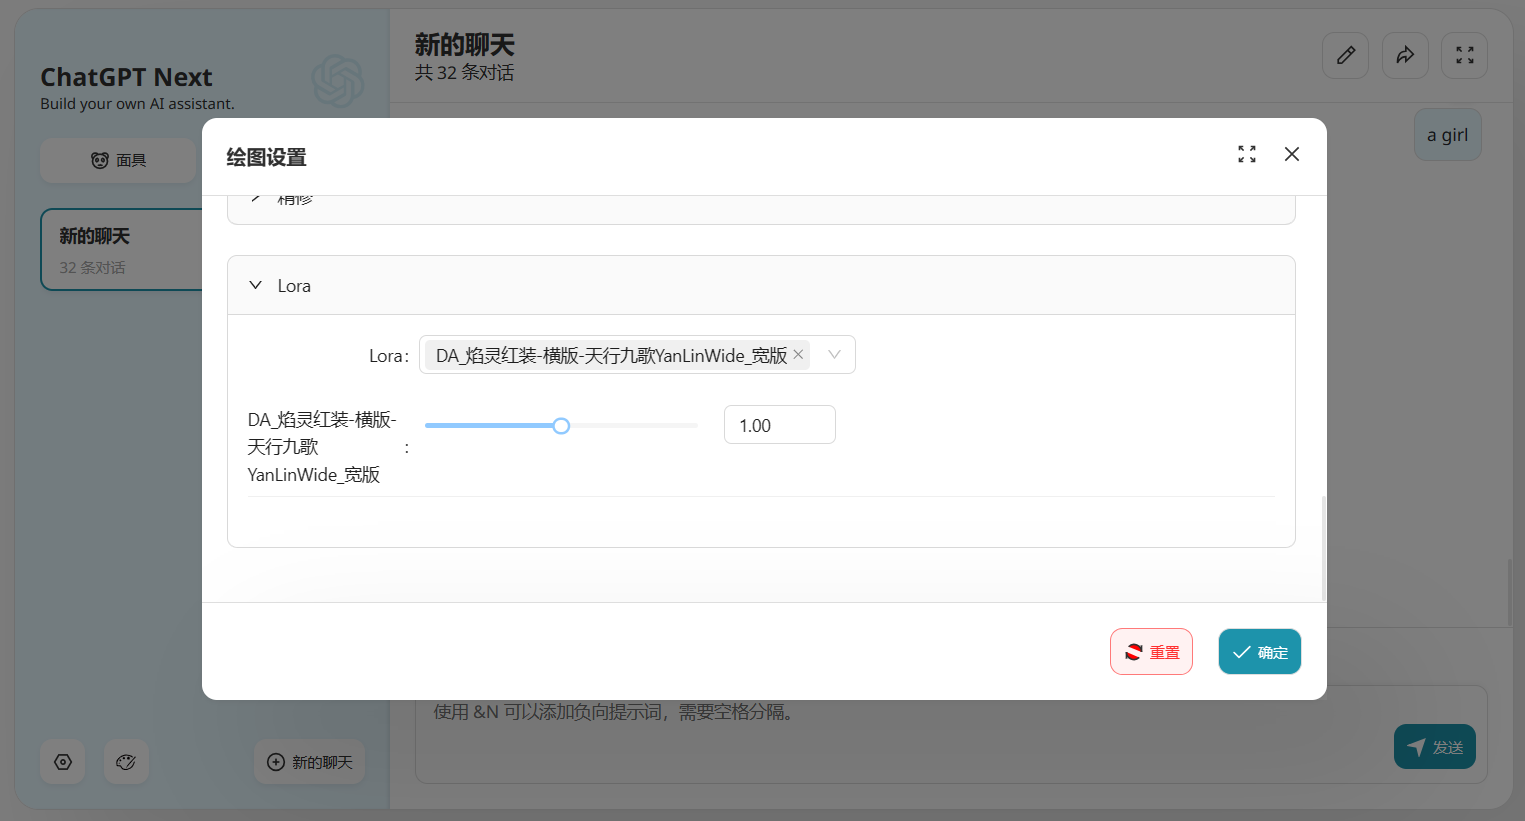 ChatGPT Next
Build your own AI assistant.
面具
新的聊天
32 条对话
新的聊天
新的聊天
共 32 条对话
a girl
绘图设置
精修
Lora
Lora:
DA_焰灵红装-横版-天行九歌YanLinWide_宽版
DA_焰灵红装-横版-
天行九歌
YanLinWide_宽版
:
1.00
重置
确定
使用 &N 可以添加负向提示词，需要空格分隔。
发送